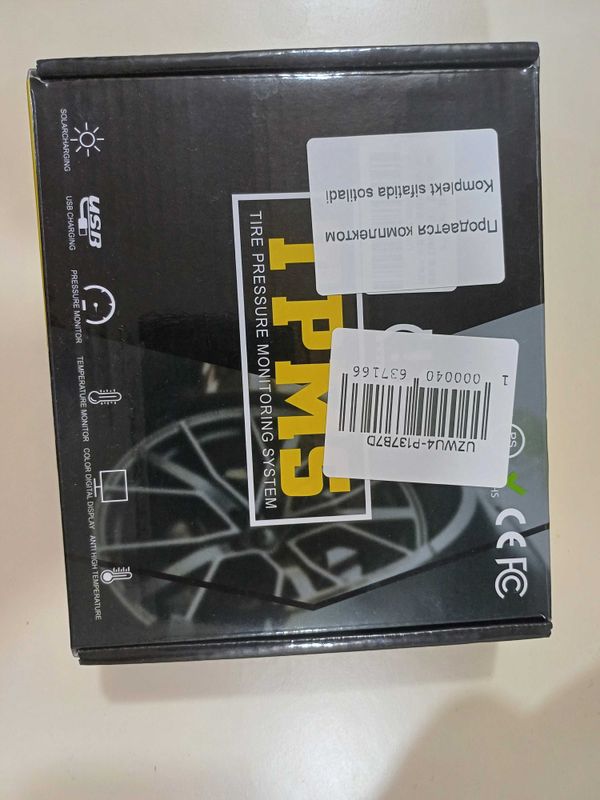 TPMS
TIRE PRESSURE MONITORING SYSTEM
SOLARCHARGING
USB
USB CHARGING
PRESSURE MONITOR
TEMPERATURE MONITOR
COLOR DIGITAL DISPLAY
ANTI HIGH TEMPERATURE
Продается комплектом
Komplekt sifatida sotiladi
UZWU4-P137B7D
1 000040 637166
CE FC